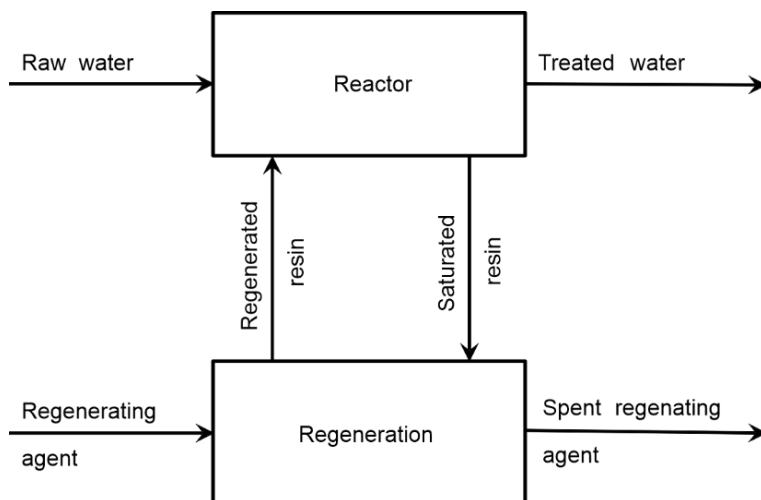 Raw water
Reactor
Treated water
Regenerated
resin
Saturated
resin
Regenerating
agent
Regeneration
Spent regenating
agent